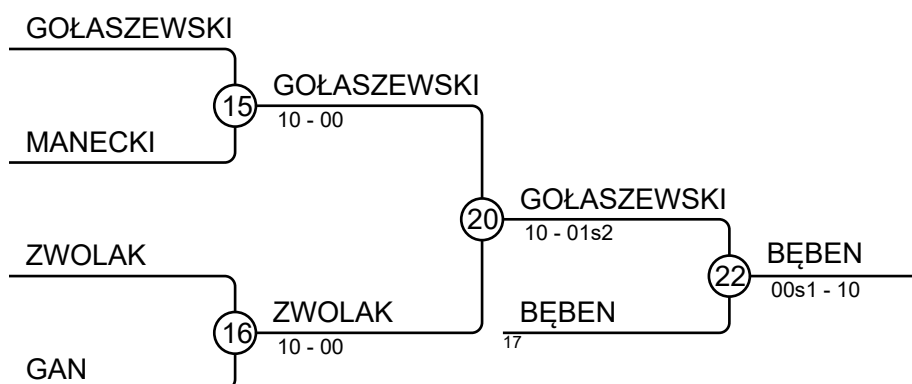 GOŁASZEWSKI
15
GOŁASZEWSKI
10 - 00
MANECKI
20
GOŁASZEWSKI
10 - 01s2
ZWOLAK
22
BĘBEN
00s1 - 10
16
ZWOLAK
10 - 00
BĘBEN
17
GAN